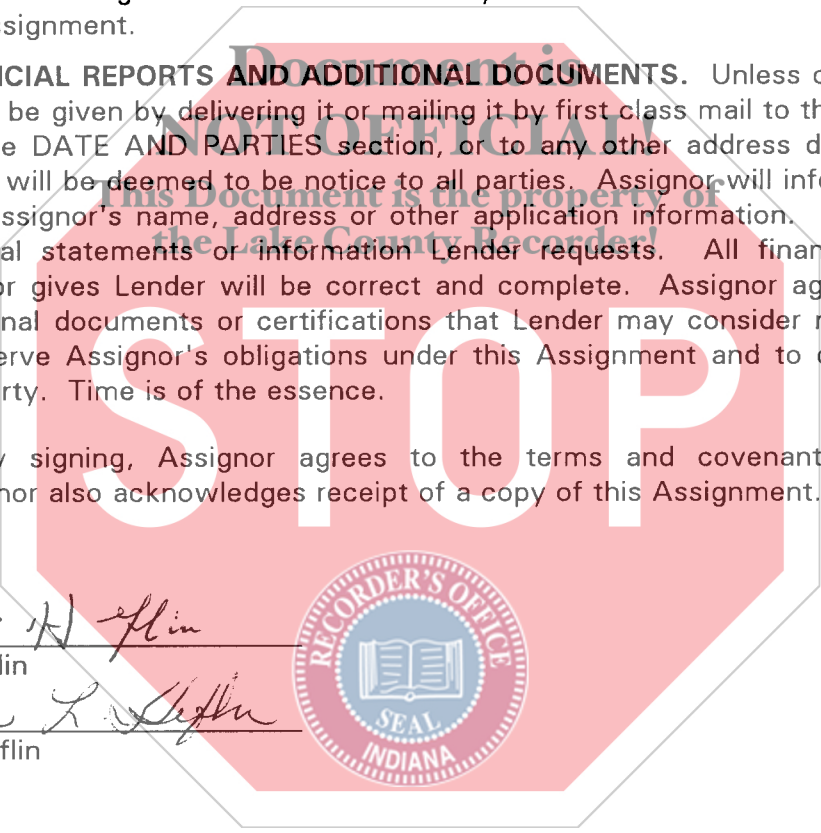 ssignment.
Document is
ICIAL REPORTS AND ADDITIONAL DOCUMENTS. Unless
be given by delivering it or mailing it by first class mail to th
NOT OFFICIAL!
e DATE AND PARTIES section, or to any other address d
will be deemed to be notice to all parties. Assignor will info
This Document is the property of
ssignor's name, address or other application information.
the Lake County Recorder!
al statements or information Lender requests. All finan
or gives Lender will be correct and complete. Assignor ag
nal documents or certifications that Lender may consider
erve Assignor's obligations under this Assignment and to
rty. Time is of the essence.
STOP
y signing, Assignor agrees to the terms and covenant
nor also acknowledges receipt of a copy of this Assignment.
RECORDER'S OFFICE
SEAL
INDIANA
H eflin
lin
L Heflin
flin